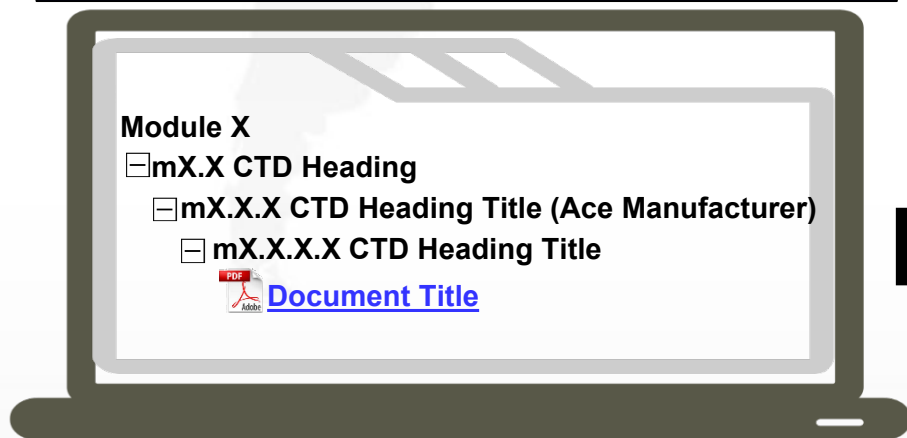 Module X
mX.X CTD Heading
mX.X.X CTD Heading Title (Ace Manufacturer)
mX.X.X.X CTD Heading Title
PDF
Adobe
Document Title